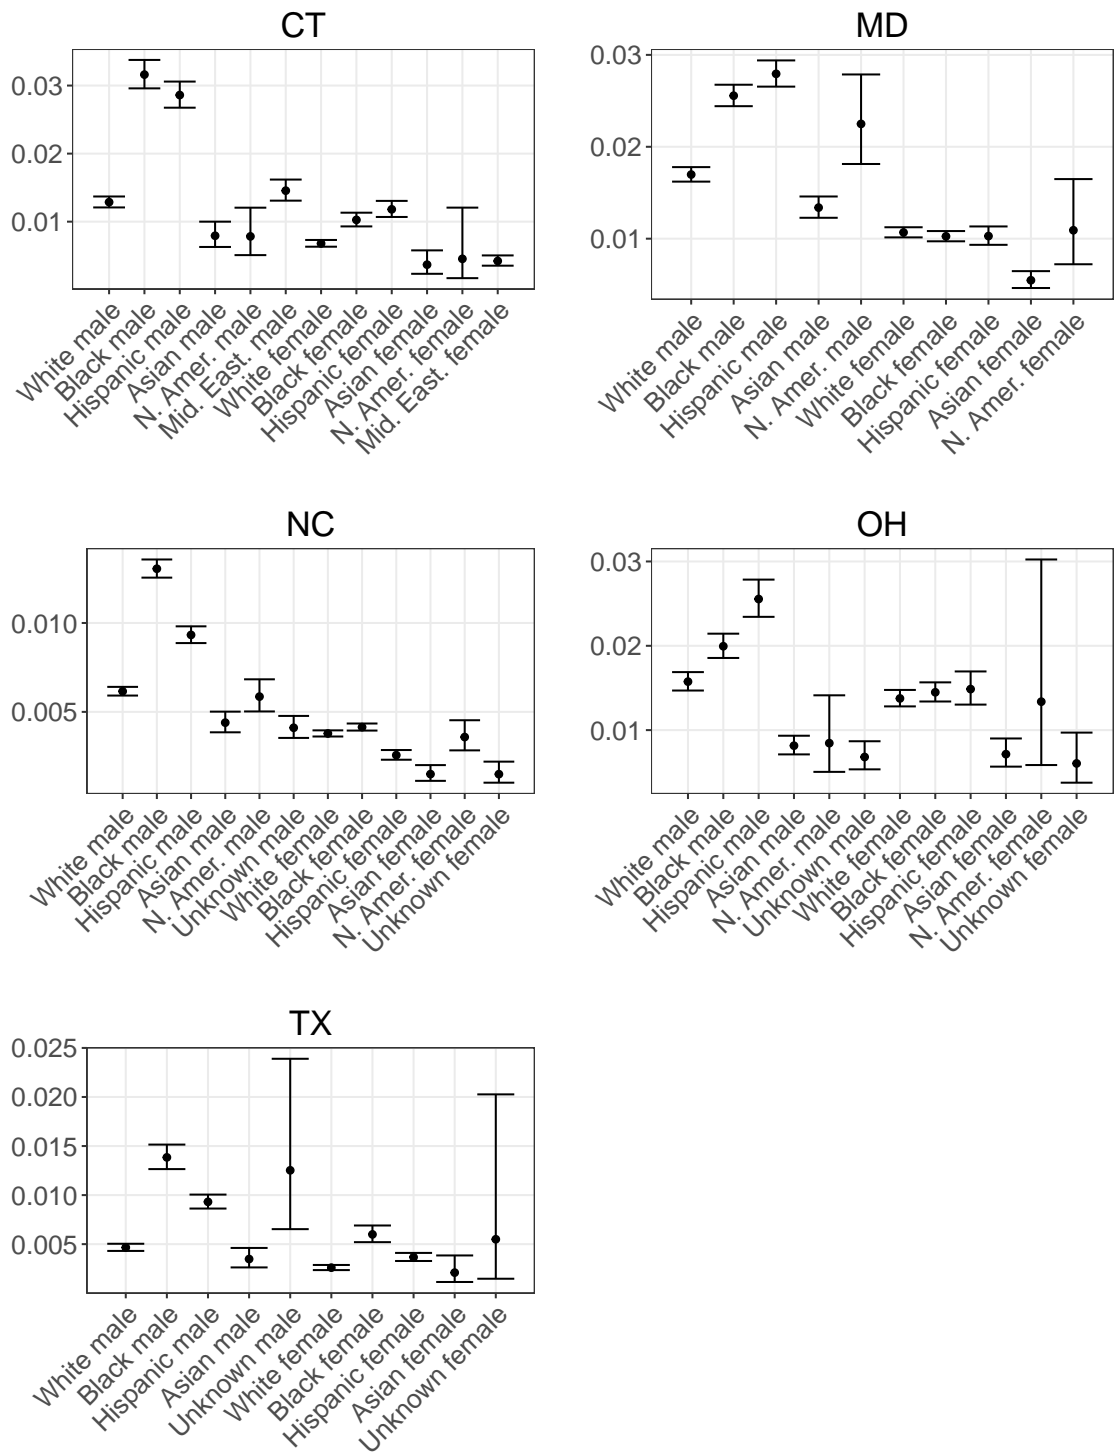 CT
0.03
0.02
0.01
White male
Black male
Hispanic male
Asian male
N. Amer. male
Mid. East. male
White female
Black female
Hispanic female
Asian female
N. Amer. female
Mid. East. female
MD
0.03
0.02
0.01
White male
Black male
Hispanic male
Asian male
N. Amer. male
White female
Black female
Hispanic female
Asian female
N. Amer. female
NC
0.010
0.005
White male
Black male
Hispanic male
Asian male
N. Amer. male
Unknown male
White female
Black female
Hispanic female
Asian female
N. Amer. female
Unknown female
OH
0.03
0.02
0.01
White male
Black male
Hispanic male
Asian male
N. Amer. male
Unknown male
White female
Black female
Hispanic female
Asian female
N. Amer. female
Unknown female
TX
0.025
0.020
0.015
0.010
0.005
White male
Black male
Hispanic male
Asian male
Unknown male
White female
Black female
Hispanic female
Asian female
Unknown female